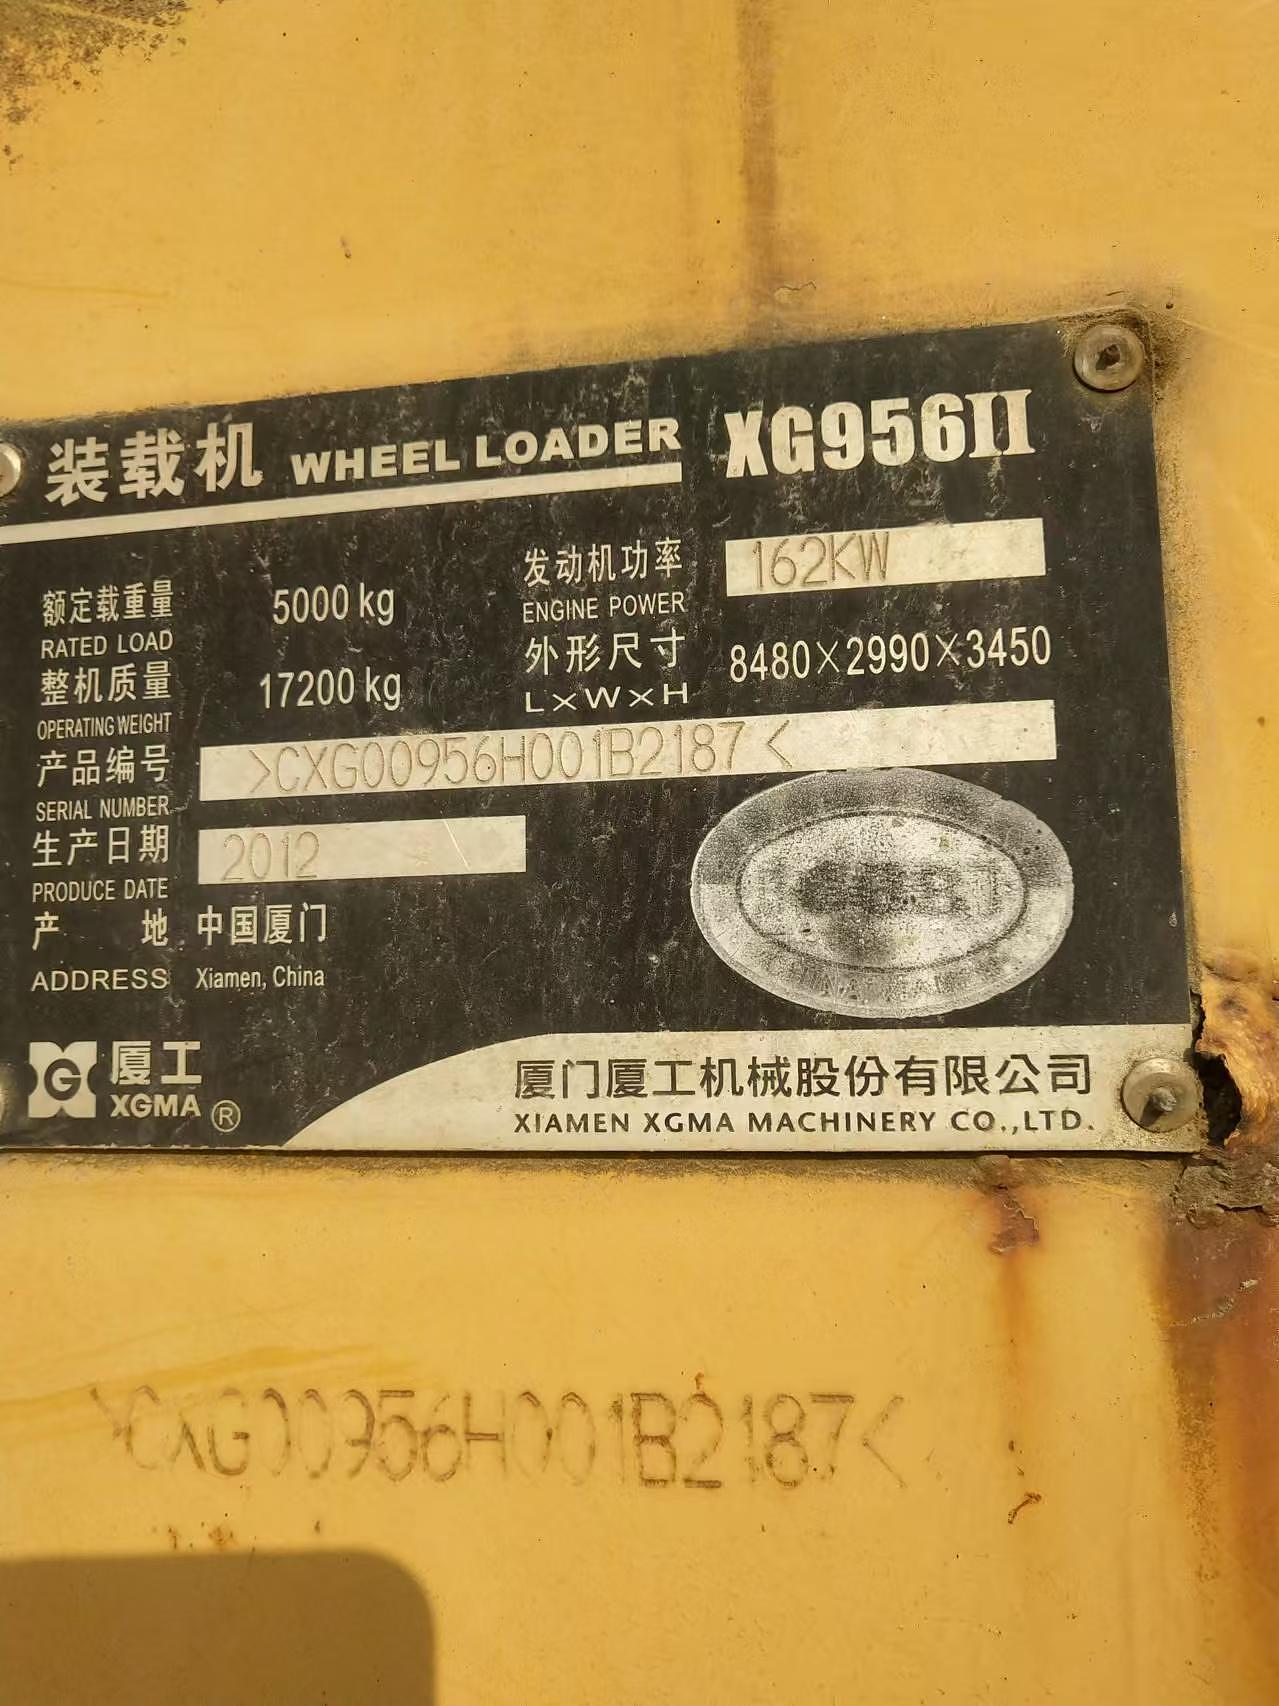 装载机 WHEEL LOADER XG956II
额定载重量 5000 kg 发动机功率 162KW
RATED LOAD ENGINE POWER
整机质量 17200 kg 外形尺寸 8480×2990×3450
OPERATING WEIGHT L×W×H
产品编号 >CXG00956H001B2187<
SERIAL NUMBER
生产日期 2012
PRODUCE DATE
产 地 中国厦门
ADDRESS Xiamen, China
厦工 厦门厦工机械股份有限公司
XGMA ® XIAMEN XGMA MACHINERY CO.,LTD.
>CXG00956H001B2187<